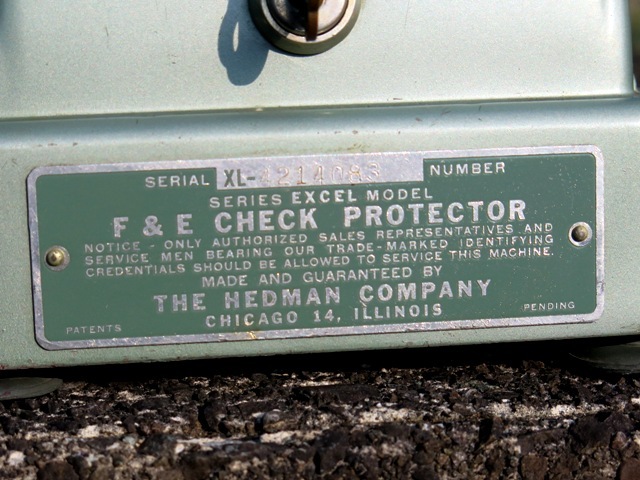 SERIAL XL-4214083 NUMBER
SERIES EXCEL MODEL
F & E CHECK PROTECTOR
NOTICE - ONLY AUTHORIZED SALES REPRESENTATIVES AND
SERVICE MEN BEARING OUR TRADE-MARKED IDENTIFYING
CREDENTIALS SHOULD BE ALLOWED TO SERVICE THIS MACHINE.
MADE AND GUARANTEED BY
THE HEDMAN COMPANY
CHICAGO 14, ILLINOIS
PATENTS PENDING